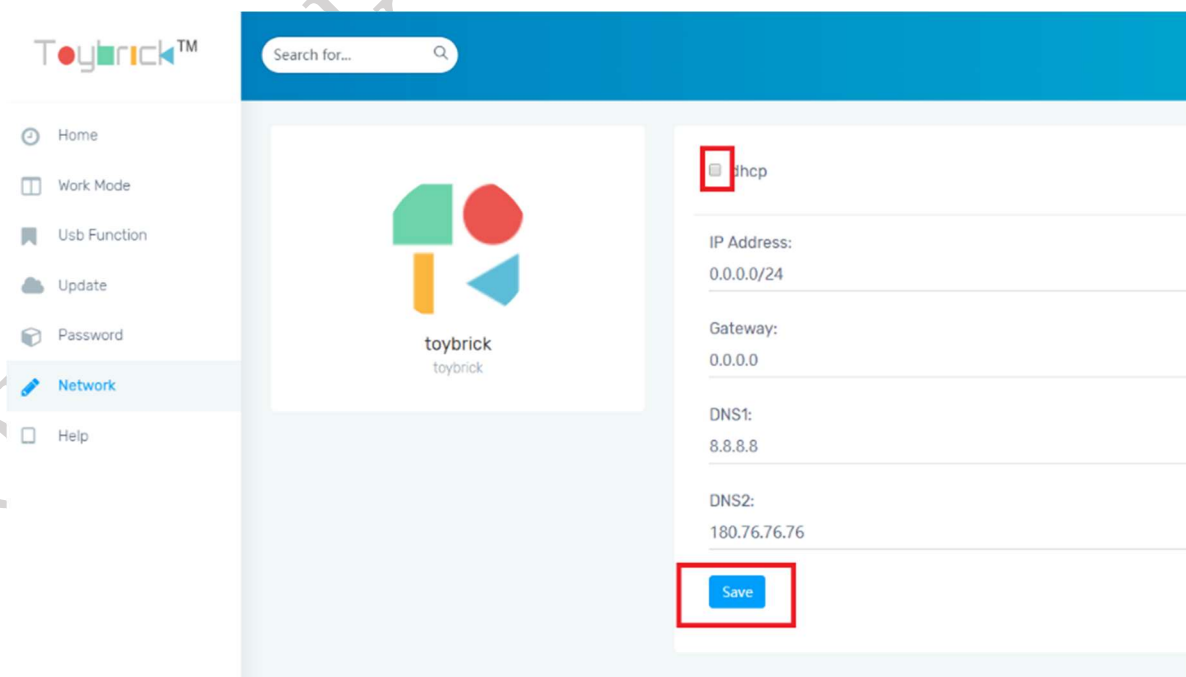 Toybrick™
Search for...
Home
Work Mode
Usb Function
Update
Password
Network
Help
toybrick
toybrick
dhcp
IP Address:
0.0.0.0/24
Gateway:
0.0.0.0
DNS1:
8.8.8.8
DNS2:
180.76.76.76
Save